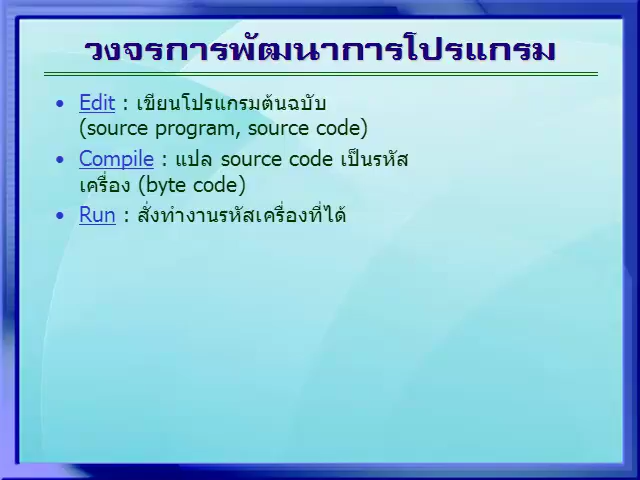 วงจรการพัฒนาการโปรแกรม
• Edit : เขียนโปรแกรมต้นฉบับ
(source program, source code)
• Compile : แปล source code เป็นรหัส
เครื่อง (byte code)
• Run : สั่งทำงานรหัสเครื่องที่ได้